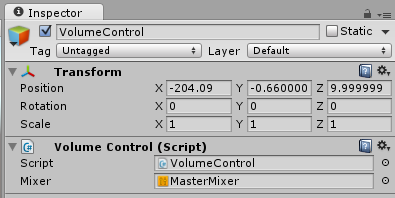 Inspector
VolumeControl Static
Tag Untagged Layer Default
Transform
Position X -204.09 Y -0.660000 Z 9.999999
Rotation X 0 Y 0 Z 0
Scale X 1 Y 1 Z 1
Volume Control (Script)
Script VolumeControl
Mixer MasterMixer